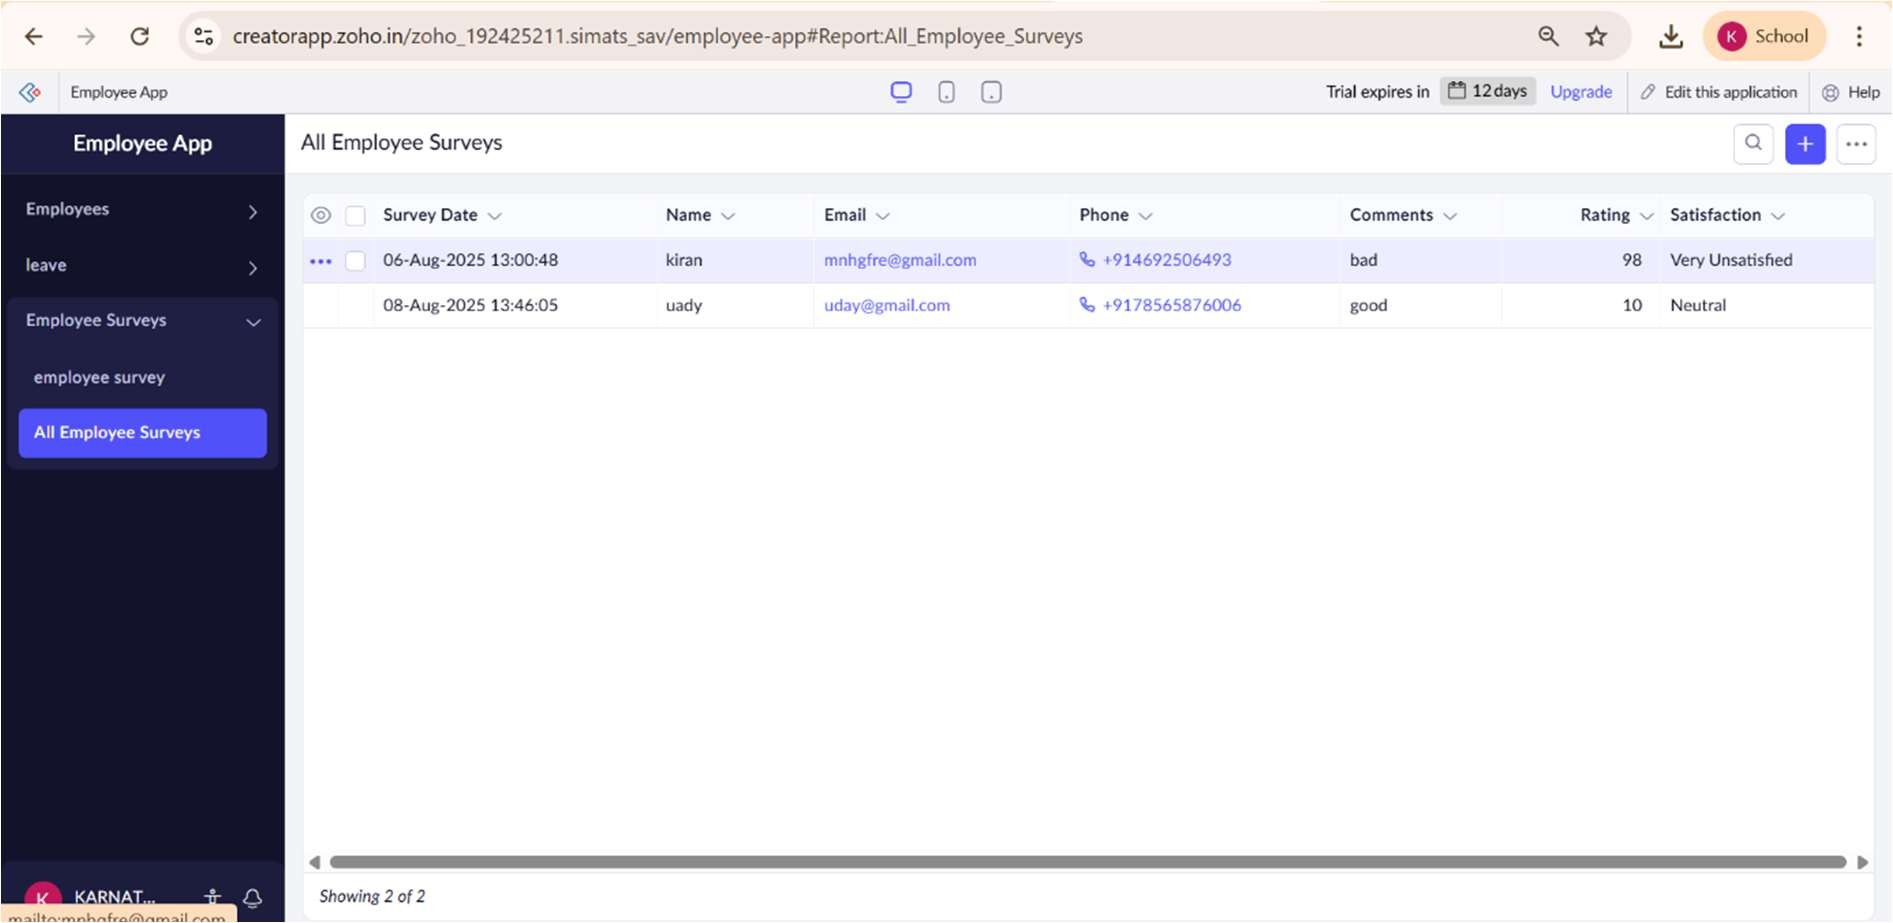 creatorapp.zoho.in/zoho_192425211.simats_sav/employee-app#Report:All_Employee_Surveys
K School
Employee App
Trial expires in 12 days Upgrade Edit this application Help
Employee App
All Employee Surveys
Employees
leave
Employee Surveys
employee survey
All Employee Surveys
Survey Date Name Email Phone Comments Rating Satisfaction
06-Aug-2025 13:00:48 kiran mnhgfre@gmail.com +914692506493 bad 98 Very Unsatisfied
08-Aug-2025 13:46:05 uady uday@gmail.com +9178565876006 good 10 Neutral
Showing 2 of 2
K KARNAT...
mailto:mnhgfre@gmail.com